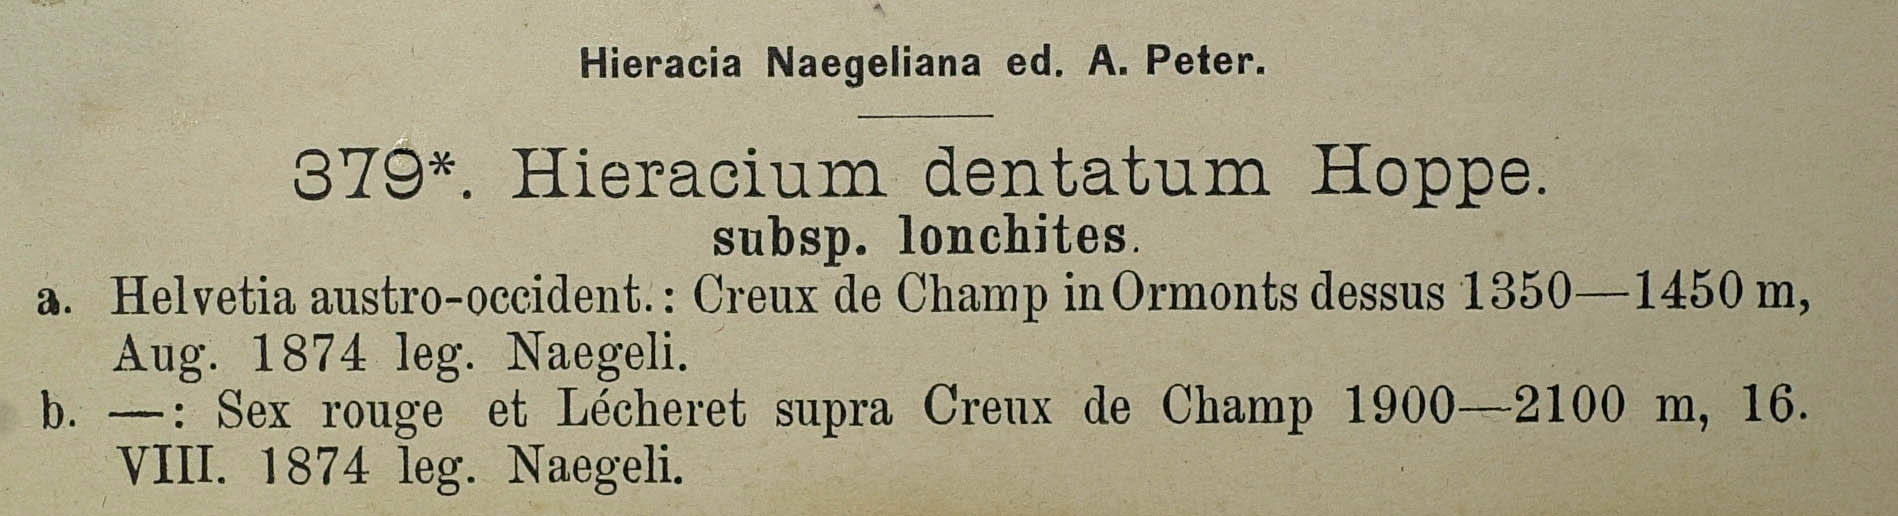 Hieracia Naegeliana ed. A. Peter.
379*. Hieracium dentatum Hoppe.
subsp. lonchites.
a. Helvetia austro-occident.: Creux de Champ in Ormonts dessus 1350—1450 m,
Aug. 1874 leg. Naegeli.
b. —: Sex rouge et Lécheret supra Creux de Champ 1900—2100 m, 16.
VIII. 1874 leg. Naegeli.